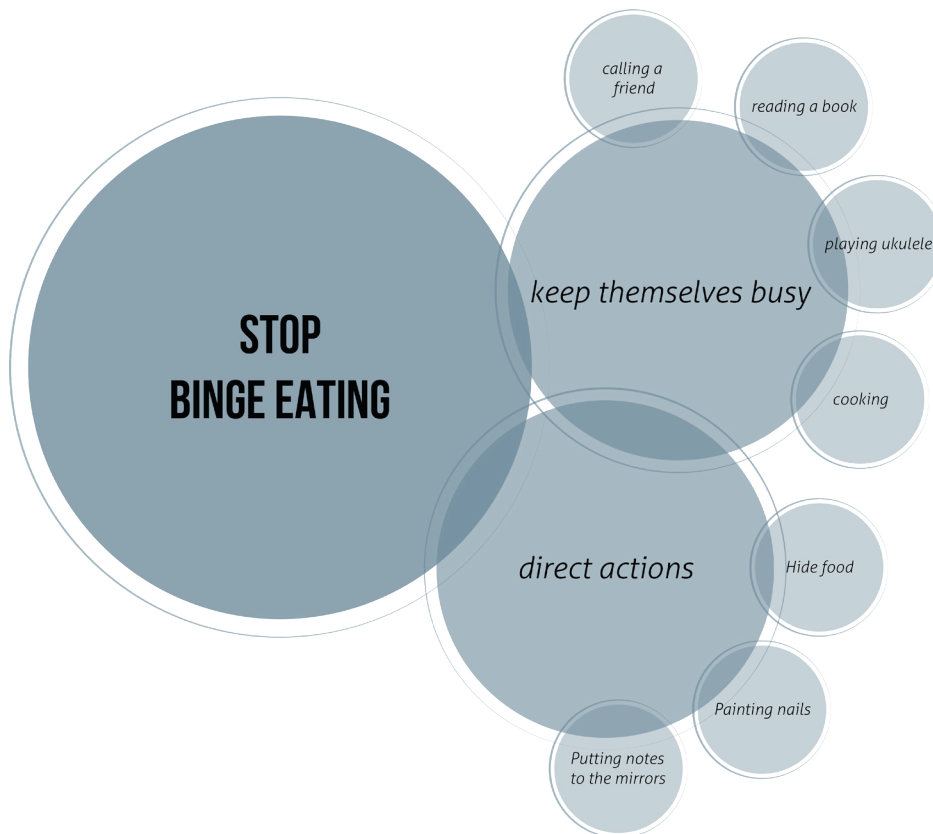 STOP
BINGE EATING
keep themselves busy
calling a
friend
reading a book
playing ukulele
cooking
direct actions
Hide food
Painting nails
Putting notes
to the mirrors